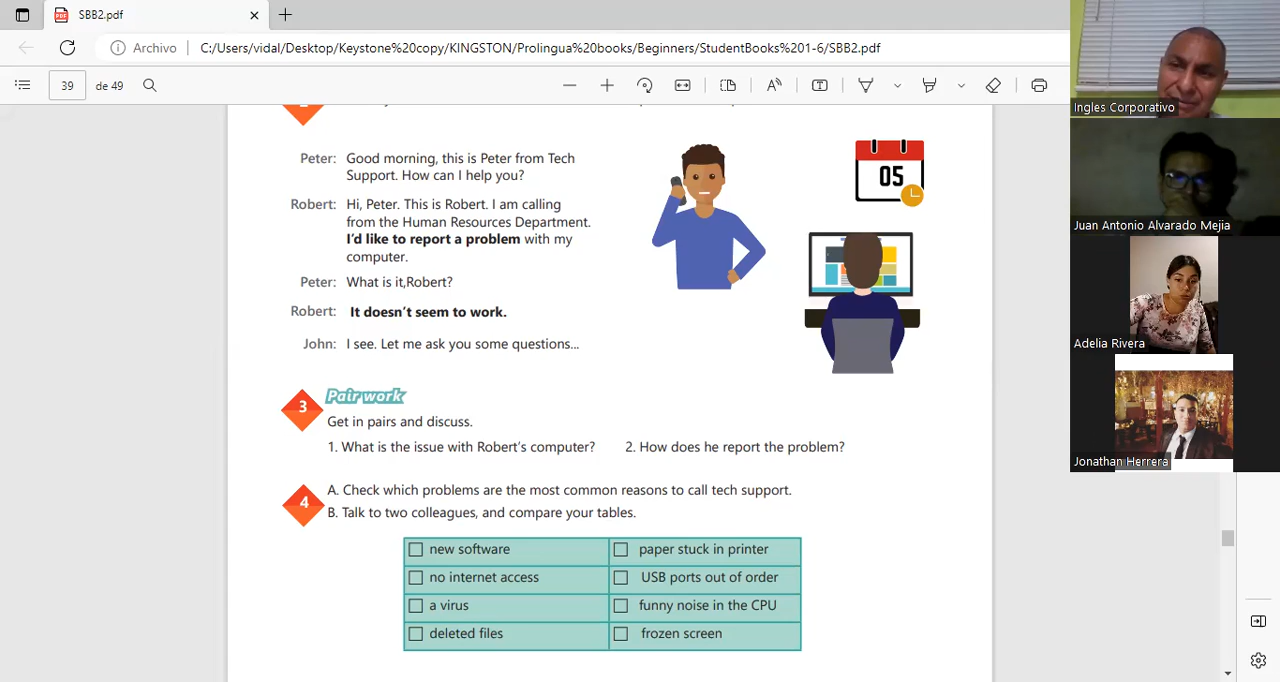 SBB2.pdf
Archivo
C:/Users/vidal/Desktop/Keystone%20copy/KINGSTON/Prolingua%20books/Beginners/StudentBooks%201-6/SBB2.pdf
39 de 49
Peter: Good morning, this is Peter from Tech
Support. How can I help you?
Robert: Hi, Peter. This is Robert. I am calling
from the Human Resources Department.
I'd like to report a problem with my
computer.
Peter: What is it,Robert?
Robert: It doesn't seem to work.
John: I see. Let me ask you some questions...
05
3 Pair work
Get in pairs and discuss.
1. What is the issue with Robert's computer? 2. How does he report the problem?
4 A. Check which problems are the most common reasons to call tech support.
B. Talk to two colleagues, and compare your tables.
new software paper stuck in printer
no internet access USB ports out of order
a virus funny noise in the CPU
deleted files frozen screen
Ingles Corporativo
Juan Antonio Alvarado Mejia
Adelia Rivera
Jonathan Herrera